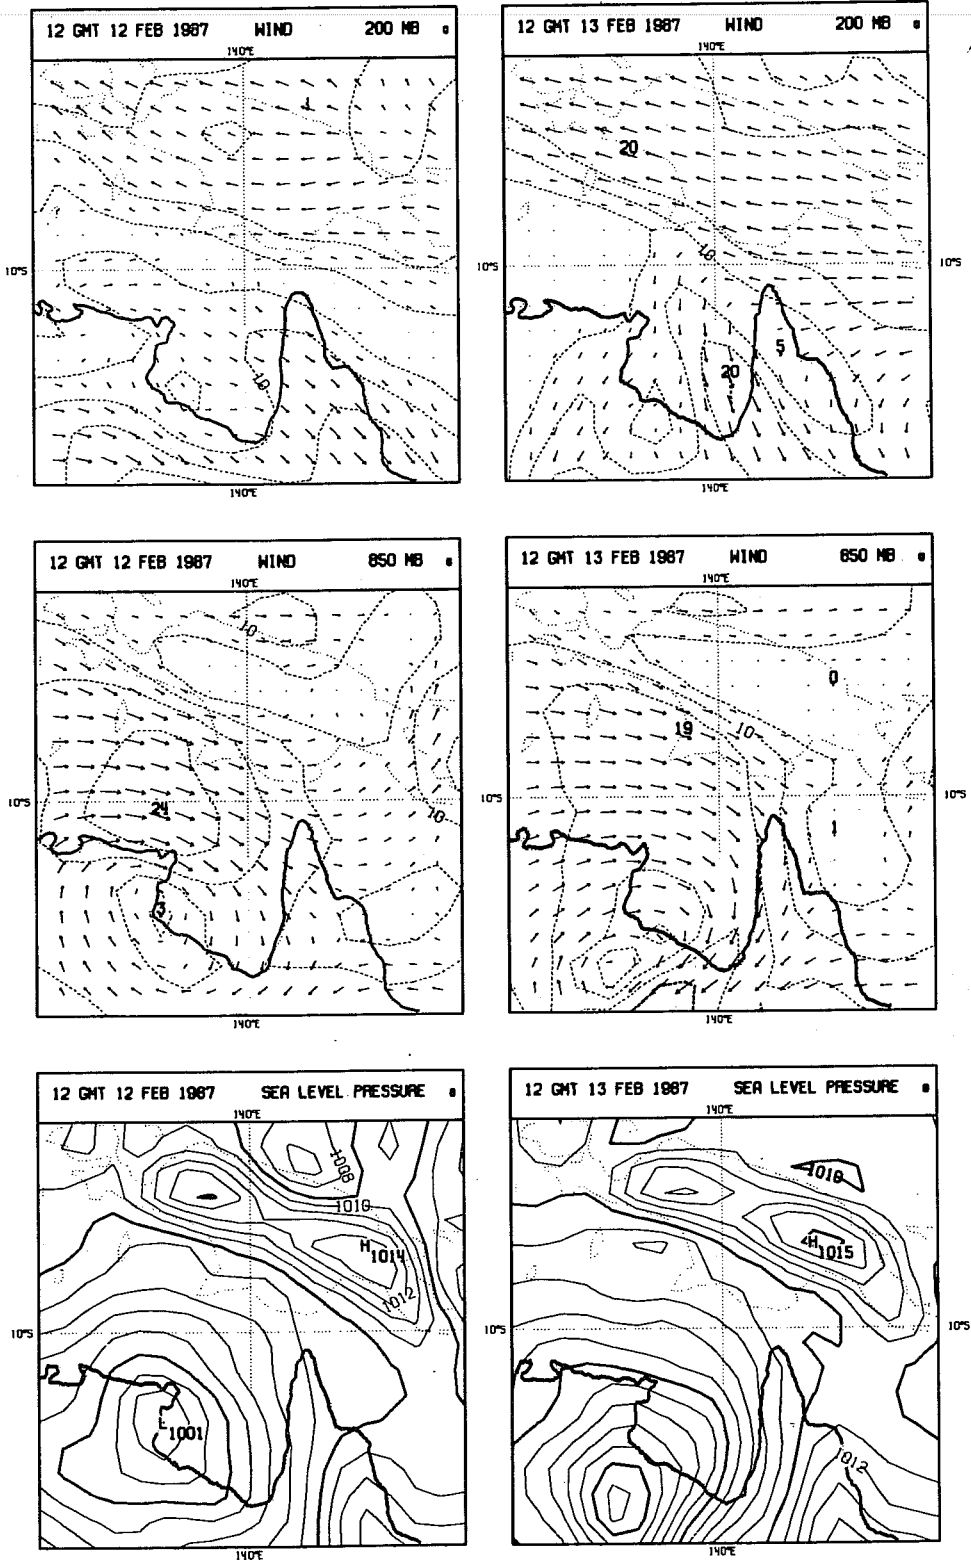 12 GMT 12 FEB 1987 WIND 200 MB
140°E
10
10°S
140°E
12 GMT 13 FEB 1987 WIND 200 MB
140°E
20
10
10°S
5
20
140°E
12 GMT 12 FEB 1987 WIND 850 MB
140°E
10
24
10°S
10
3
140°E
12 GMT 13 FEB 1987 WIND 850 MB
140°E
0
19
10
10°S
10°S
1
140°E
12 GMT 12 FEB 1987 SEA LEVEL PRESSURE
140°E
1008
1010
H 1014
1012
10°S
L 1001
140°E
12 GMT 13 FEB 1987 SEA LEVEL PRESSURE
140°E
1010
H 1015
10°S
10°S
1012
140°E